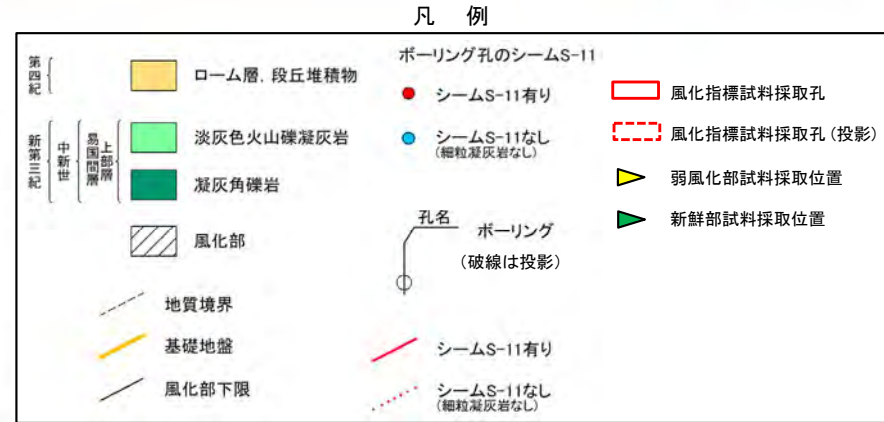 凡　例
第四紀
ローム層，段丘堆積物
新第三紀
中新世
易国間層
上部層
淡灰色火山礫凝灰岩
凝灰角礫岩
風化部
地質境界
基礎地盤
風化部下限
ボーリング孔のシームS-11
シームS-11有り
シームS-11なし
(細粒凝灰岩なし)
孔名
ボーリング
(破線は投影)
シームS-11有り
シームS-11なし
(細粒凝灰岩なし)
風化指標試料採取孔
風化指標試料採取孔(投影)
弱風化部試料採取位置
新鮮部試料採取位置